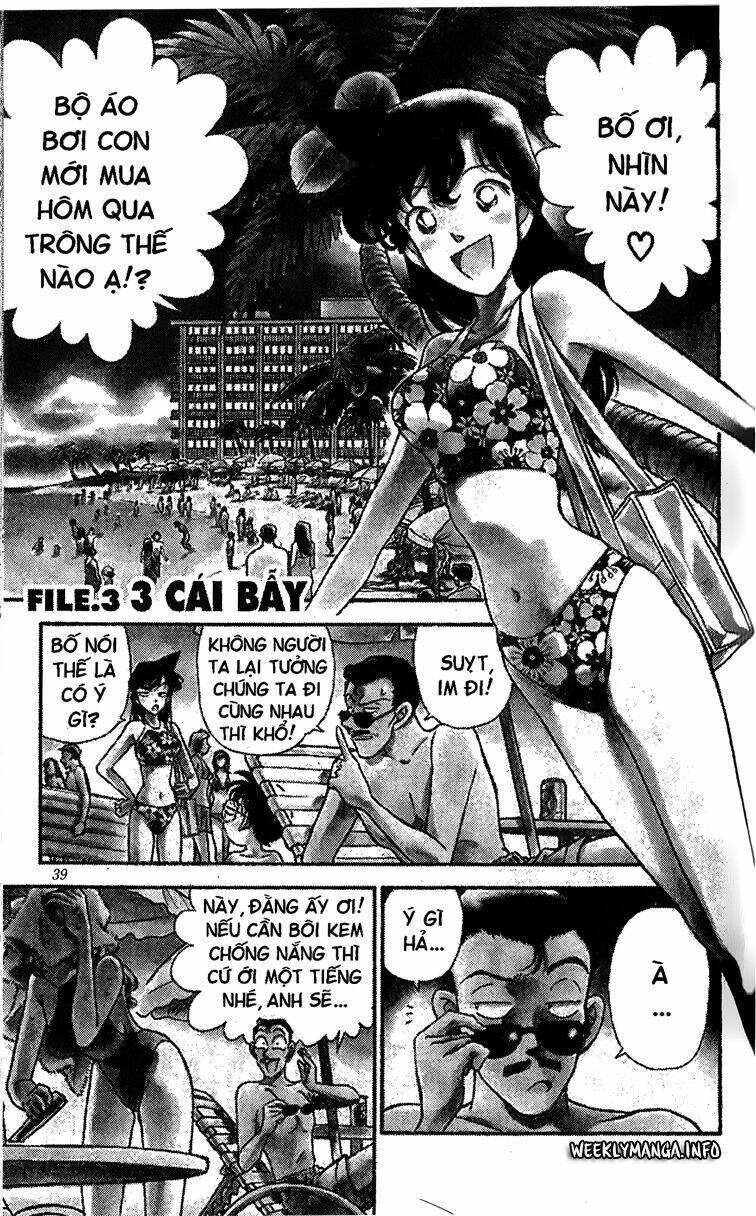 BỐ ƠI,
NHÌN
NÀY!
♡
BỘ ÁO
BƠI CON
MỚI MUA
HÔM QUA
TRÔNG THẾ
NÀO Ạ!?
FILE.3 3 CÁI BẪY
SUỴT,
IM ĐI!
KHÔNG NGƯỜI
TA LẠI TƯỞNG
CHÚNG TA ĐI
CÙNG NHAU
THÌ KHỔ!
BỐ NÓI
THẾ LÀ
CÓ Ý
GÌ?
39
À
...
Ý GÌ
HẢ...
NÀY, ĐẰNG ẤY ƠI!
NẾU CẦN BÔI KEM
CHỐNG NẮNG THÌ
CỨ ỚI MỘT TIẾNG
NHÉ, ANH SẼ...
WEEKLYMANGA.INFO